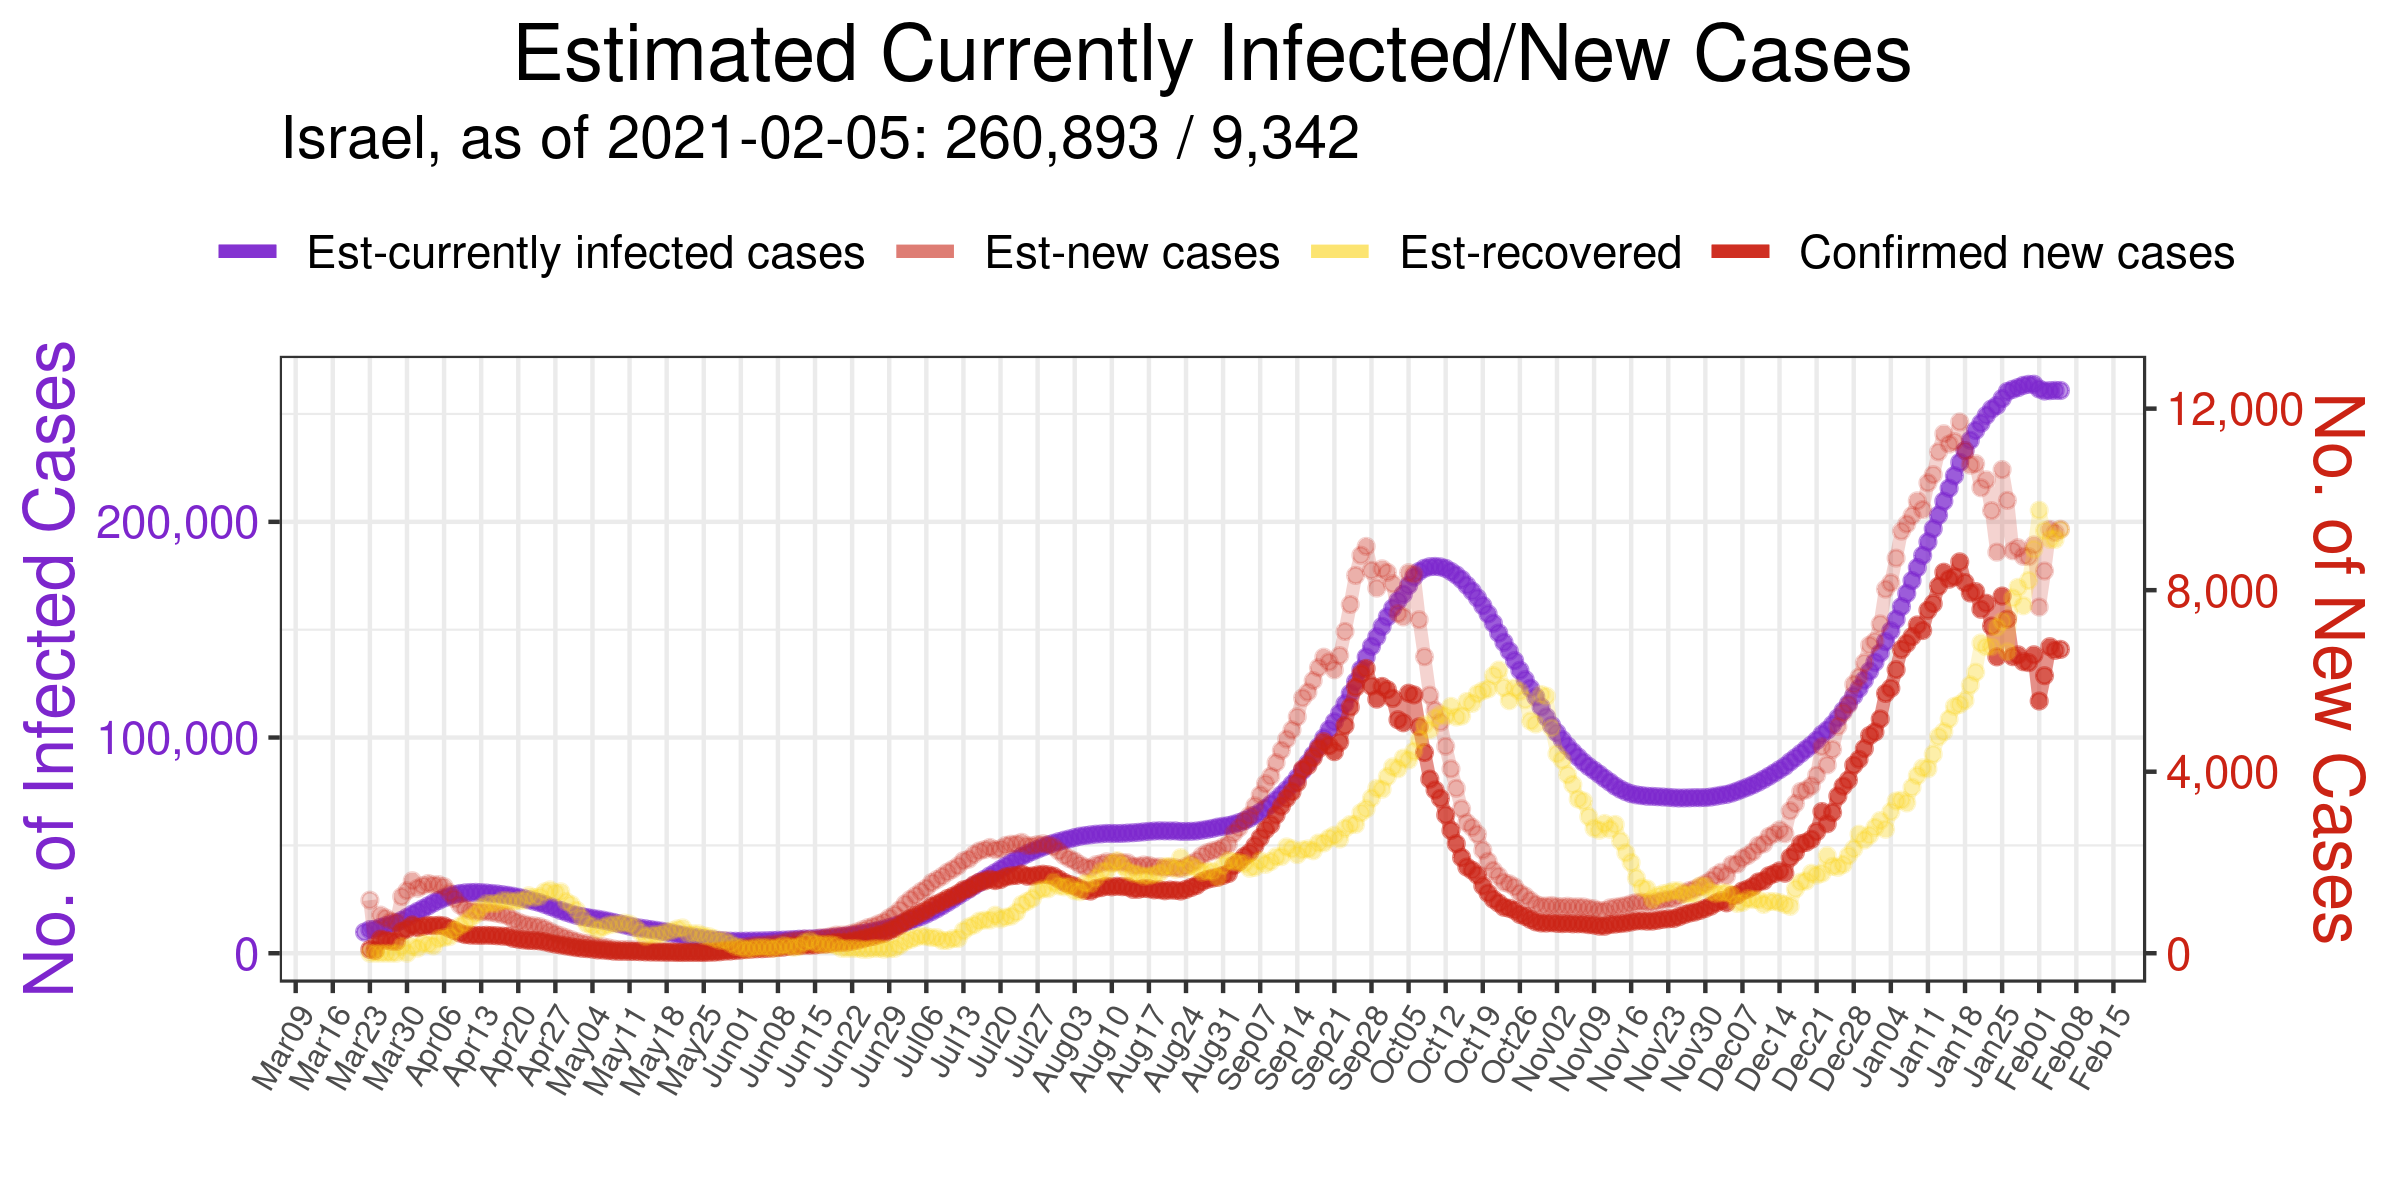 Estimated Currently Infected/New Cases
Israel, as of 2021-02-05: 260,893 / 9,342
Est-currently infected cases Est-new cases Est-recovered Confirmed new cases
No. of Infected Cases
200,000
100,000
0
12,000
8,000
4,000
0
No. of New Cases
Mar09 Mar16 Mar23 Mar30 Apr06 Apr13 Apr20 Apr27 May04 May11 May18 May25 Jun01 Jun08 Jun15 Jun22 Jun29 Jul06 Jul13 Jul20 Jul27 Aug03 Aug10 Aug17 Aug24 Aug31 Sep07 Sep14 Sep21 Sep28 Oct05 Oct12 Oct19 Oct26 Nov02 Nov09 Nov16 Nov23 Nov30 Dec07 Dec14 Dec21 Dec28 Jan04 Jan11 Jan18 Jan25 Feb01 Feb08 Feb15